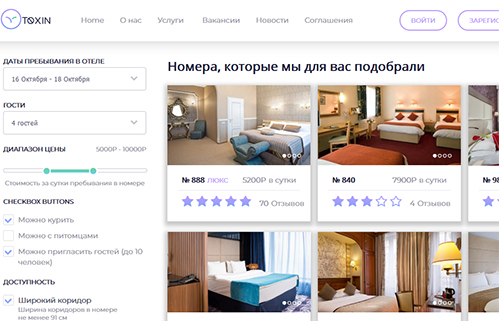 TOXIN
Home О нас Услуги Вакансии Новости Соглашения
ВОЙТИ
ЗАРЕГИС
ДАТЫ ПРЕБЫВАНИЯ В ОТЕЛЕ
16 Октября - 18 Октября
ГОСТИ
4 гостей
ДИАПАЗОН ЦЕНЫ 5000Р - 10000Р
Стоимость за сутки пребывания в номере
CHECKBOX BUTTONS
Можно курить
Можно с питомцами
Можно пригласить гостей (до 10
человек)
ДОСТУПНОСТЬ
Широкий коридор
Ширина коридоров в номере
не менее 91 см
Номера, которые мы для вас подобрали
№ 888 ЛЮКС 5200Р в сутки
70 Отзывов
№ 840 7900Р в сутки
4 Отзывов
№ 98